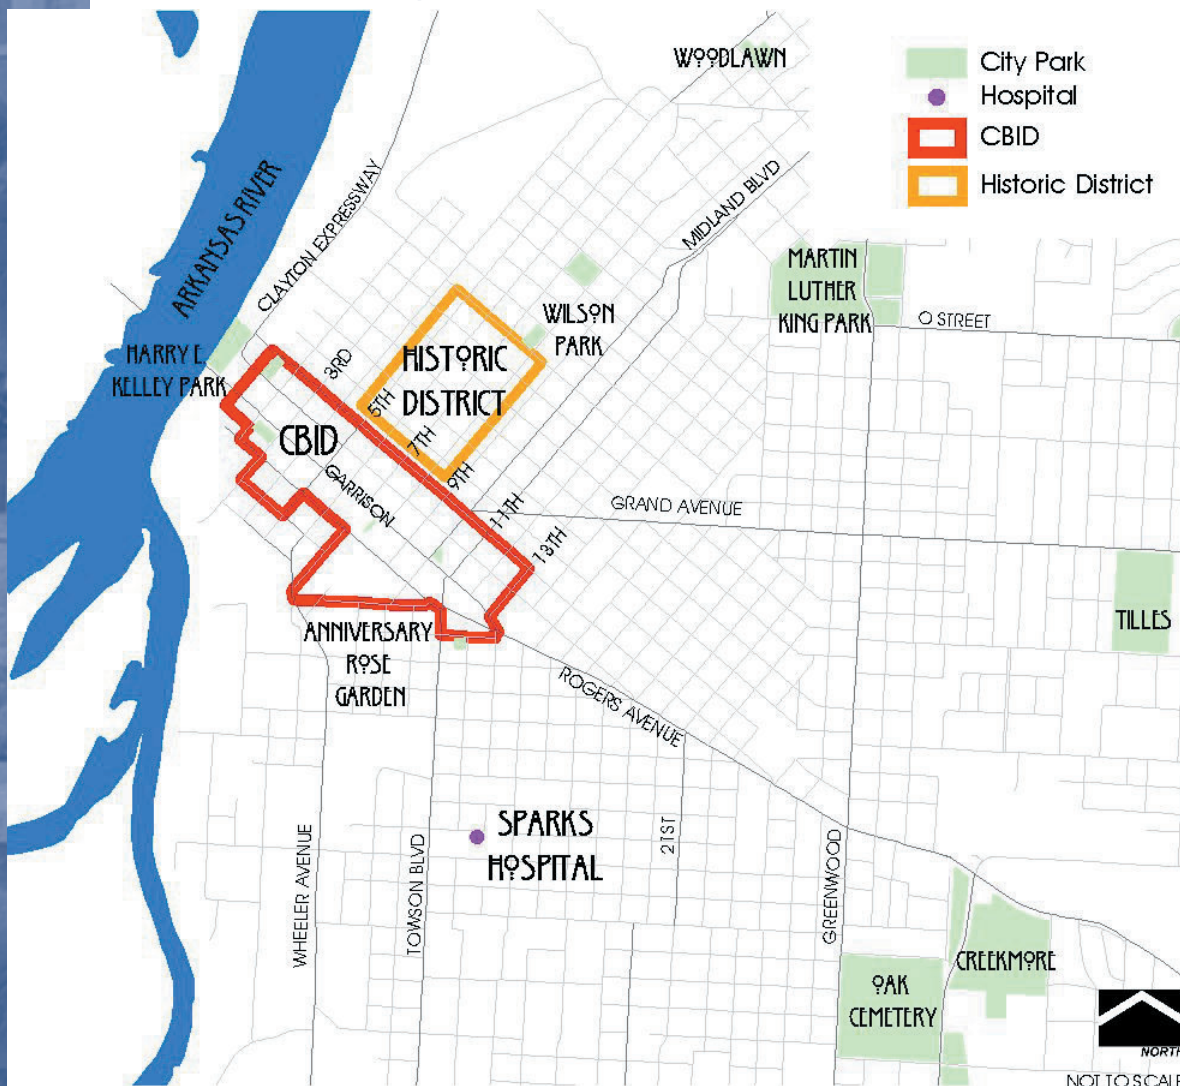 WOODLAWN
City Park
Hospital
CBID
Historic District
ARKANSAS RIVER
CLAYTON EXPRESSWAY
MIDLAND BLVD
MARTIN
LUTHER
KING PARK
O STREET
WILSON
PARK
HARRY E.
KELLEY PARK
3RD
HISTORIC
DISTRICT
5TH
7TH
9TH
CBID
GARRISON
11TH
13TH
GRAND AVENUE
TILLES
ANNIVERSARY
ROSE
GARDEN
ROGERS AVENUE
SPARKS
HOSPITAL
WHEELER AVENUE
TOWSON BLVD
21ST
GREENWOOD
OAK
CEMETERY
CREEKMORE
NORTH
NOT TO SCALE